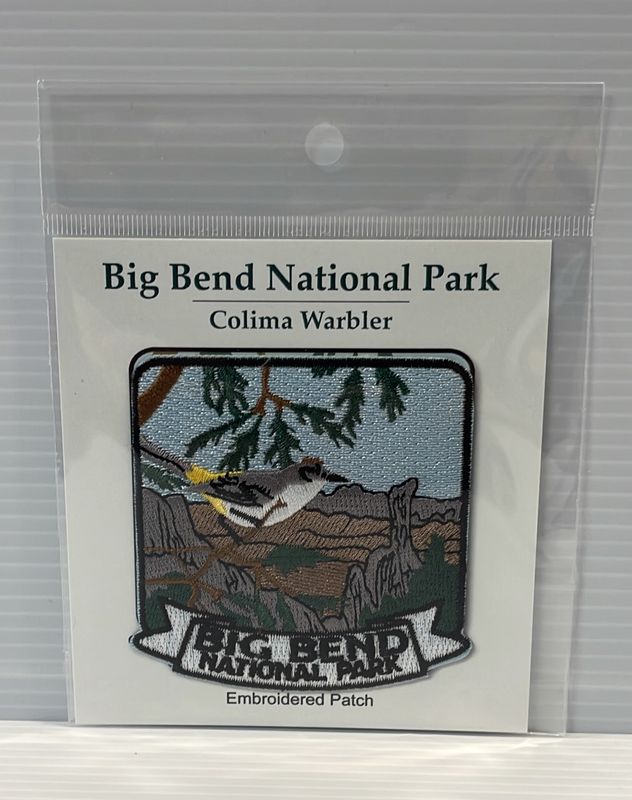 Big Bend National Park
Colima Warbler
BIG BEND
NATIONAL PARK
Embroidered Patch